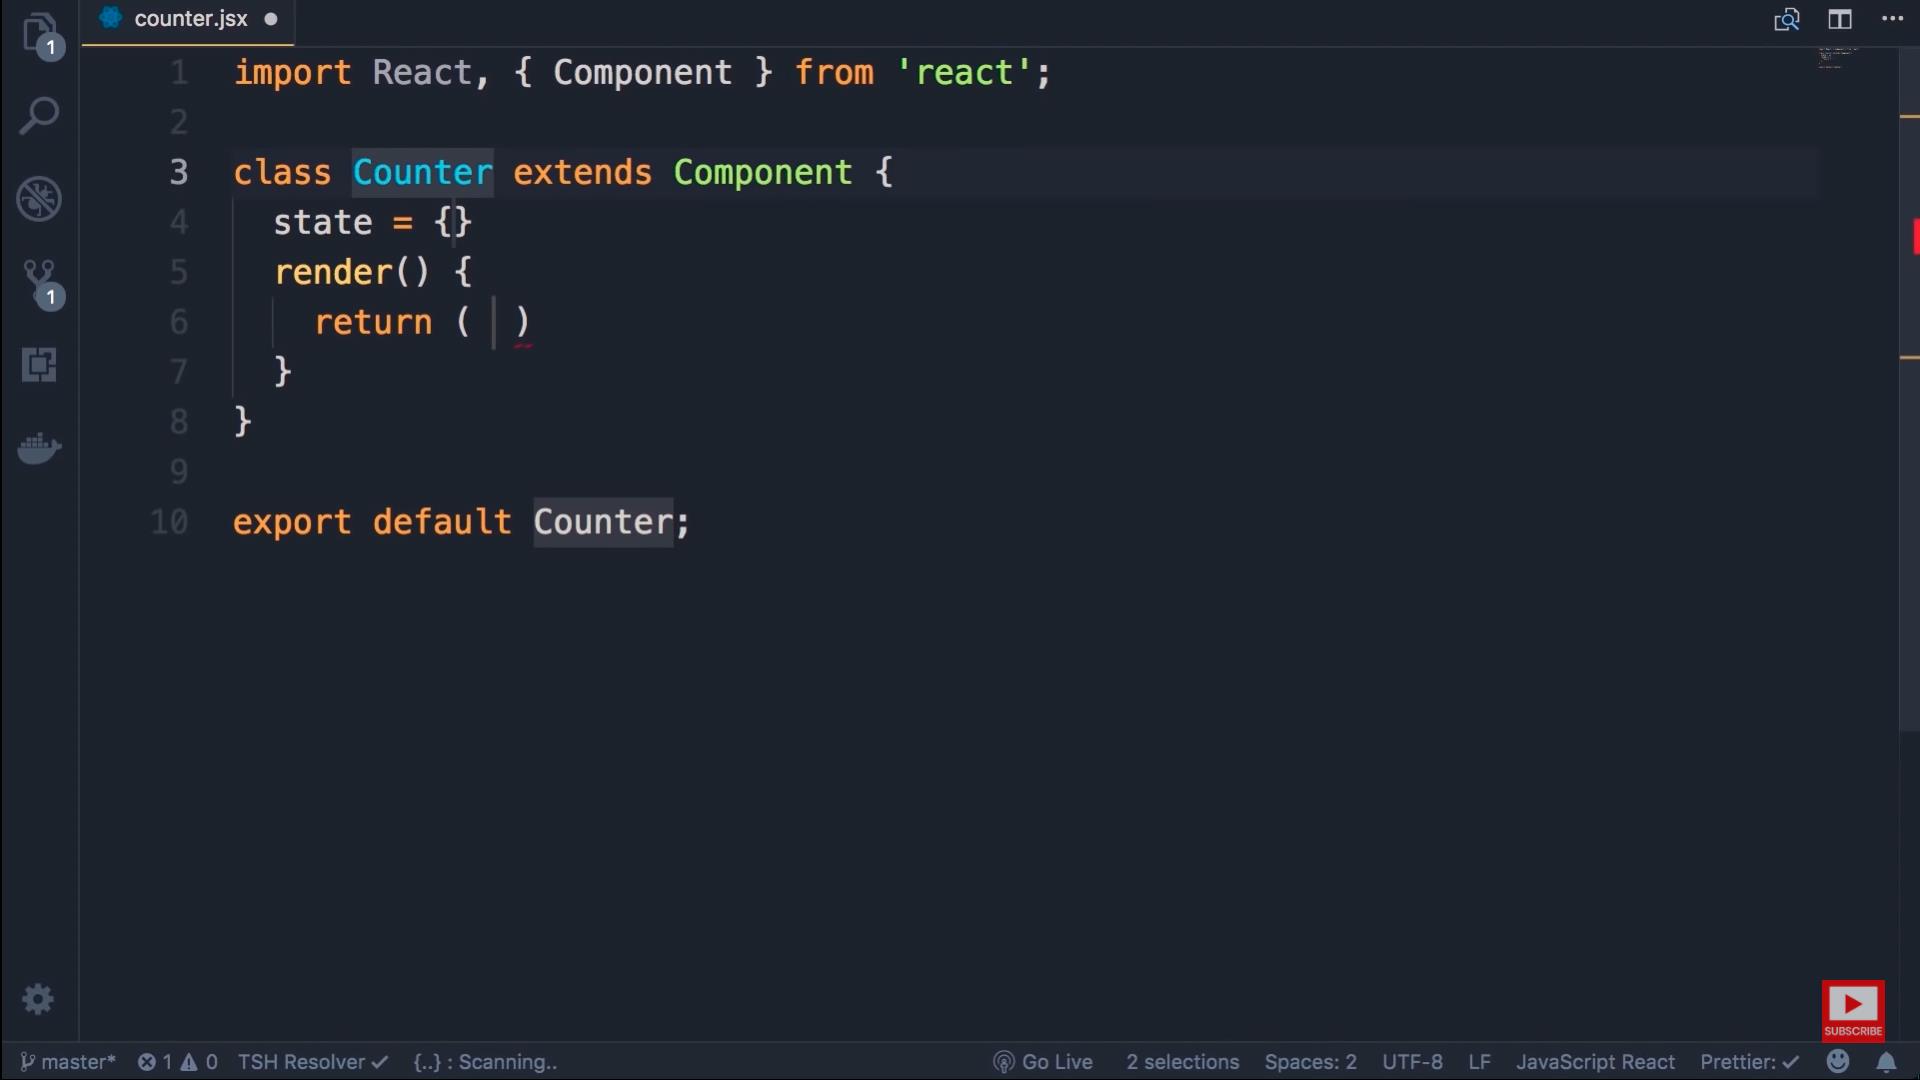 counter.jsx
1
1 import React, { Component } from 'react';
2
3 class Counter extends Component {
4 state = {}
5 render() {
6 return ( )
7 }
8 }
9
10 export default Counter;
1
SUBSCRIBE
master* 1 0 TSH Resolver {..} : Scanning.. Go Live 2 selections Spaces: 2 UTF-8 LF JavaScript React Prettier: